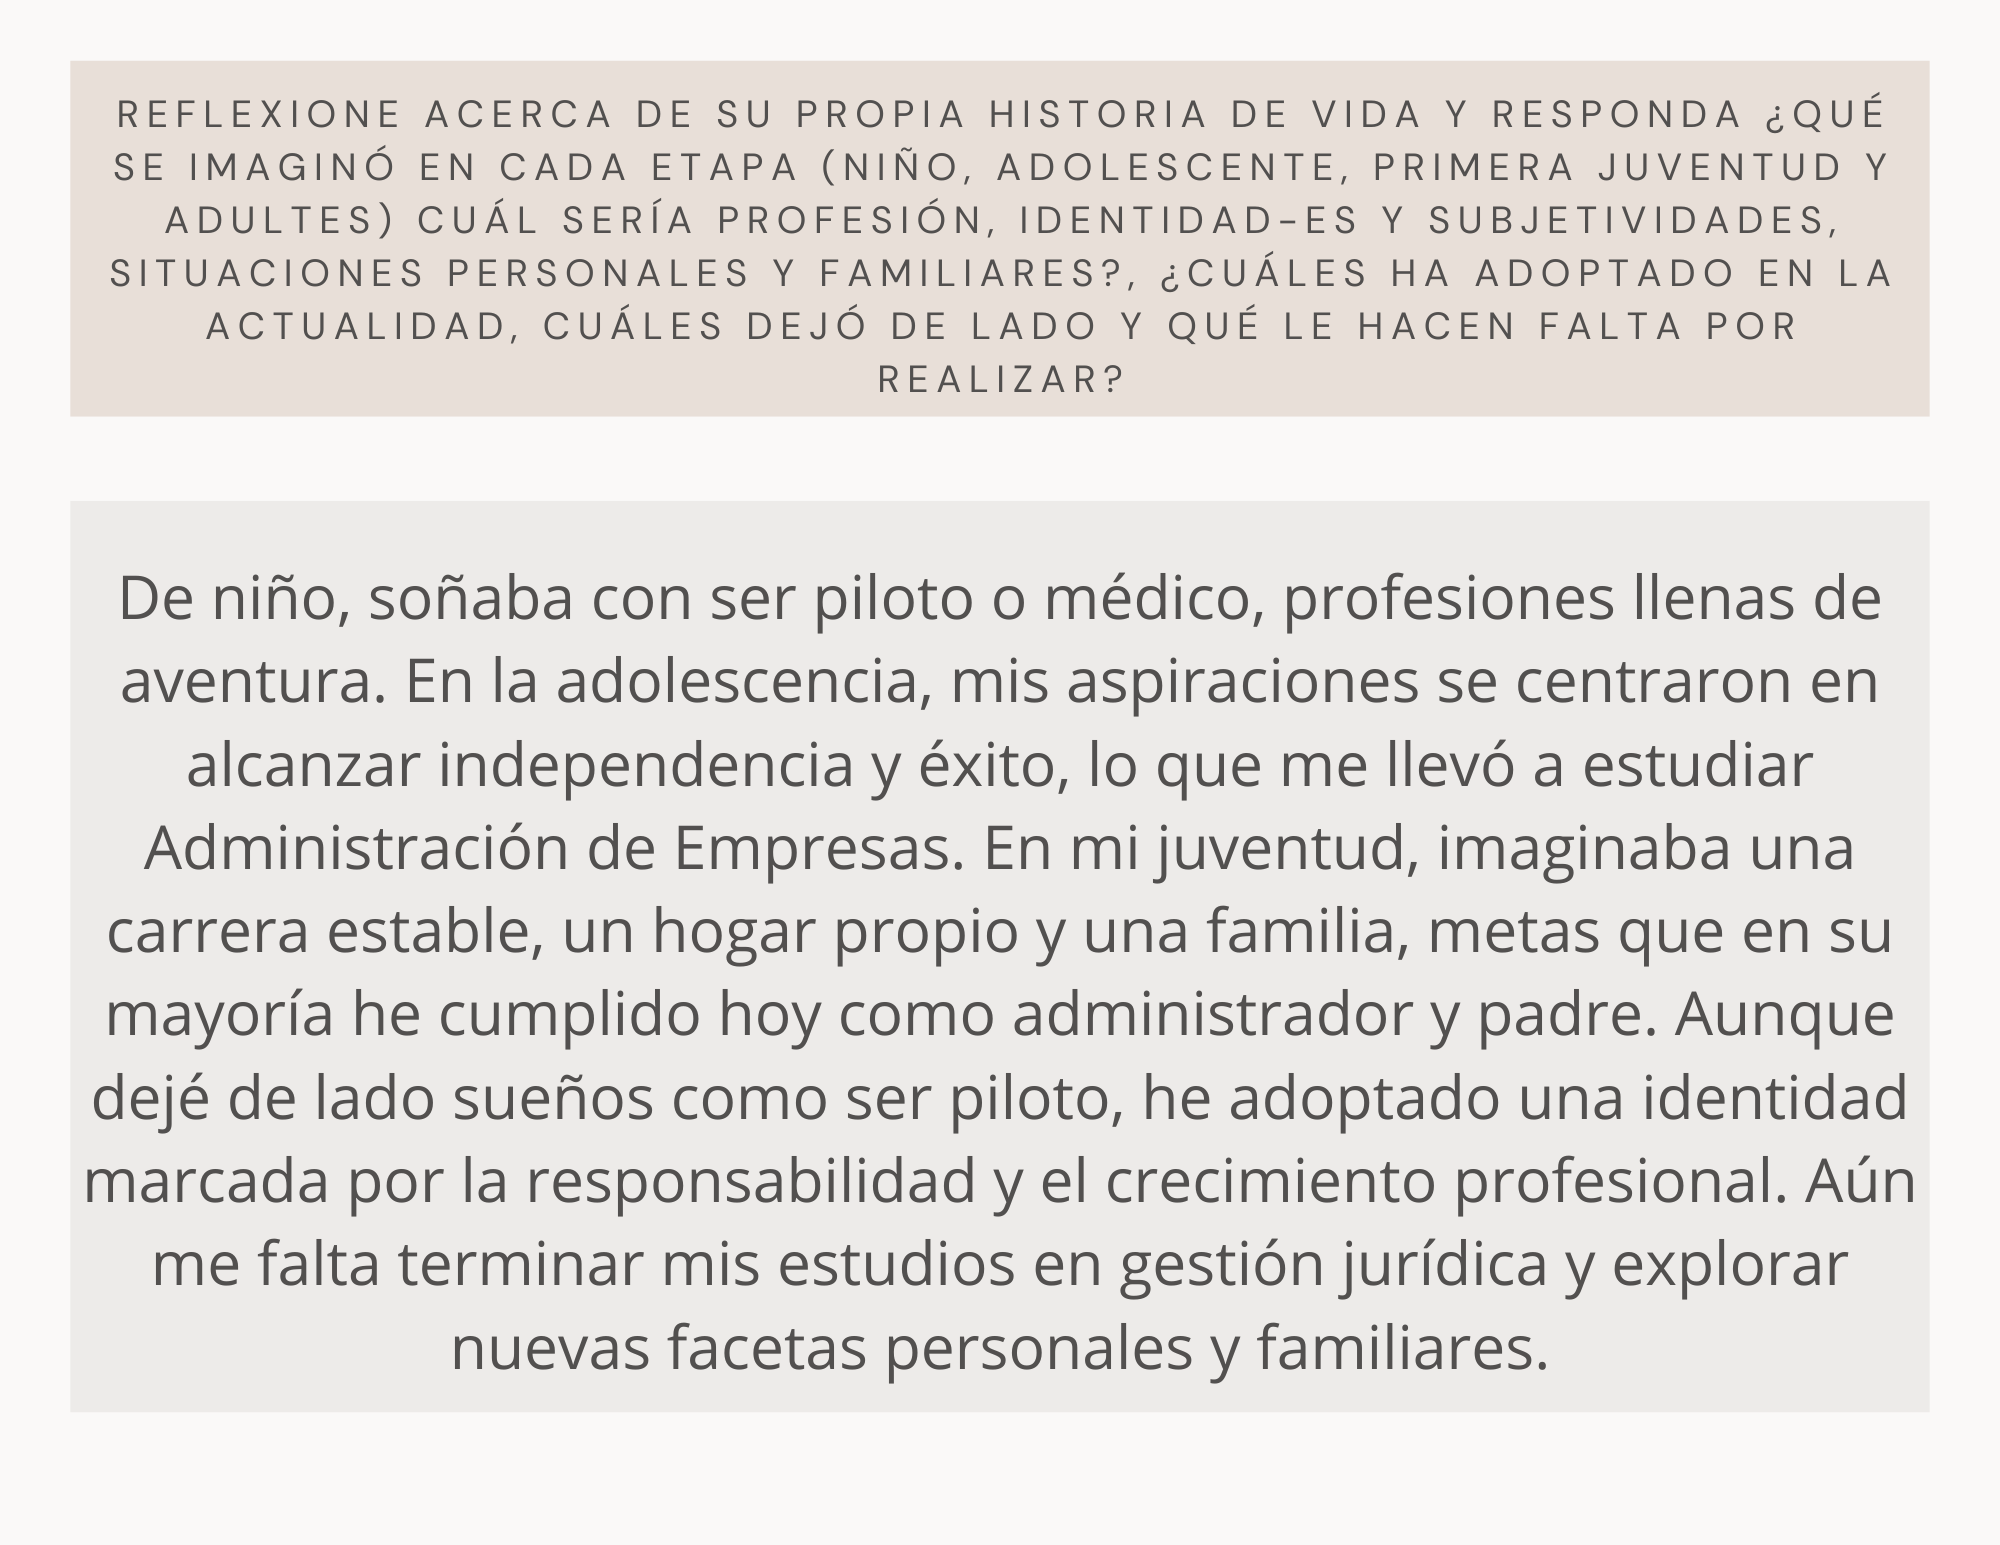 REFLEXIONE ACERCA DE SU PROPIA HISTORIA DE VIDA Y RESPONDA ¿QUÉ
SE IMAGINÓ EN CADA ETAPA (NIÑO, ADOLESCENTE, PRIMERA JUVENTUD Y
ADULTES) CUÁL SERÍA PROFESIÓN, IDENTIDAD-ES Y SUBJETIVIDADES,
SITUACIONES PERSONALES Y FAMILIARES?, ¿CUÁLES HA ADOPTADO EN LA
ACTUALIDAD, CUÁLES DEJÓ DE LADO Y QUÉ LE HACEN FALTA POR
REALIZAR?
De niño, soñaba con ser piloto o médico, profesiones llenas de
aventura. En la adolescencia, mis aspiraciones se centraron en
alcanzar independencia y éxito, lo que me llevó a estudiar
Administración de Empresas. En mi juventud, imaginaba una
carrera estable, un hogar propio y una familia, metas que en su
mayoría he cumplido hoy como administrador y padre. Aunque
dejé de lado sueños como ser piloto, he adoptado una identidad
marcada por la responsabilidad y el crecimiento profesional. Aún
me falta terminar mis estudios en gestión jurídica y explorar
nuevas facetas personales y familiares.